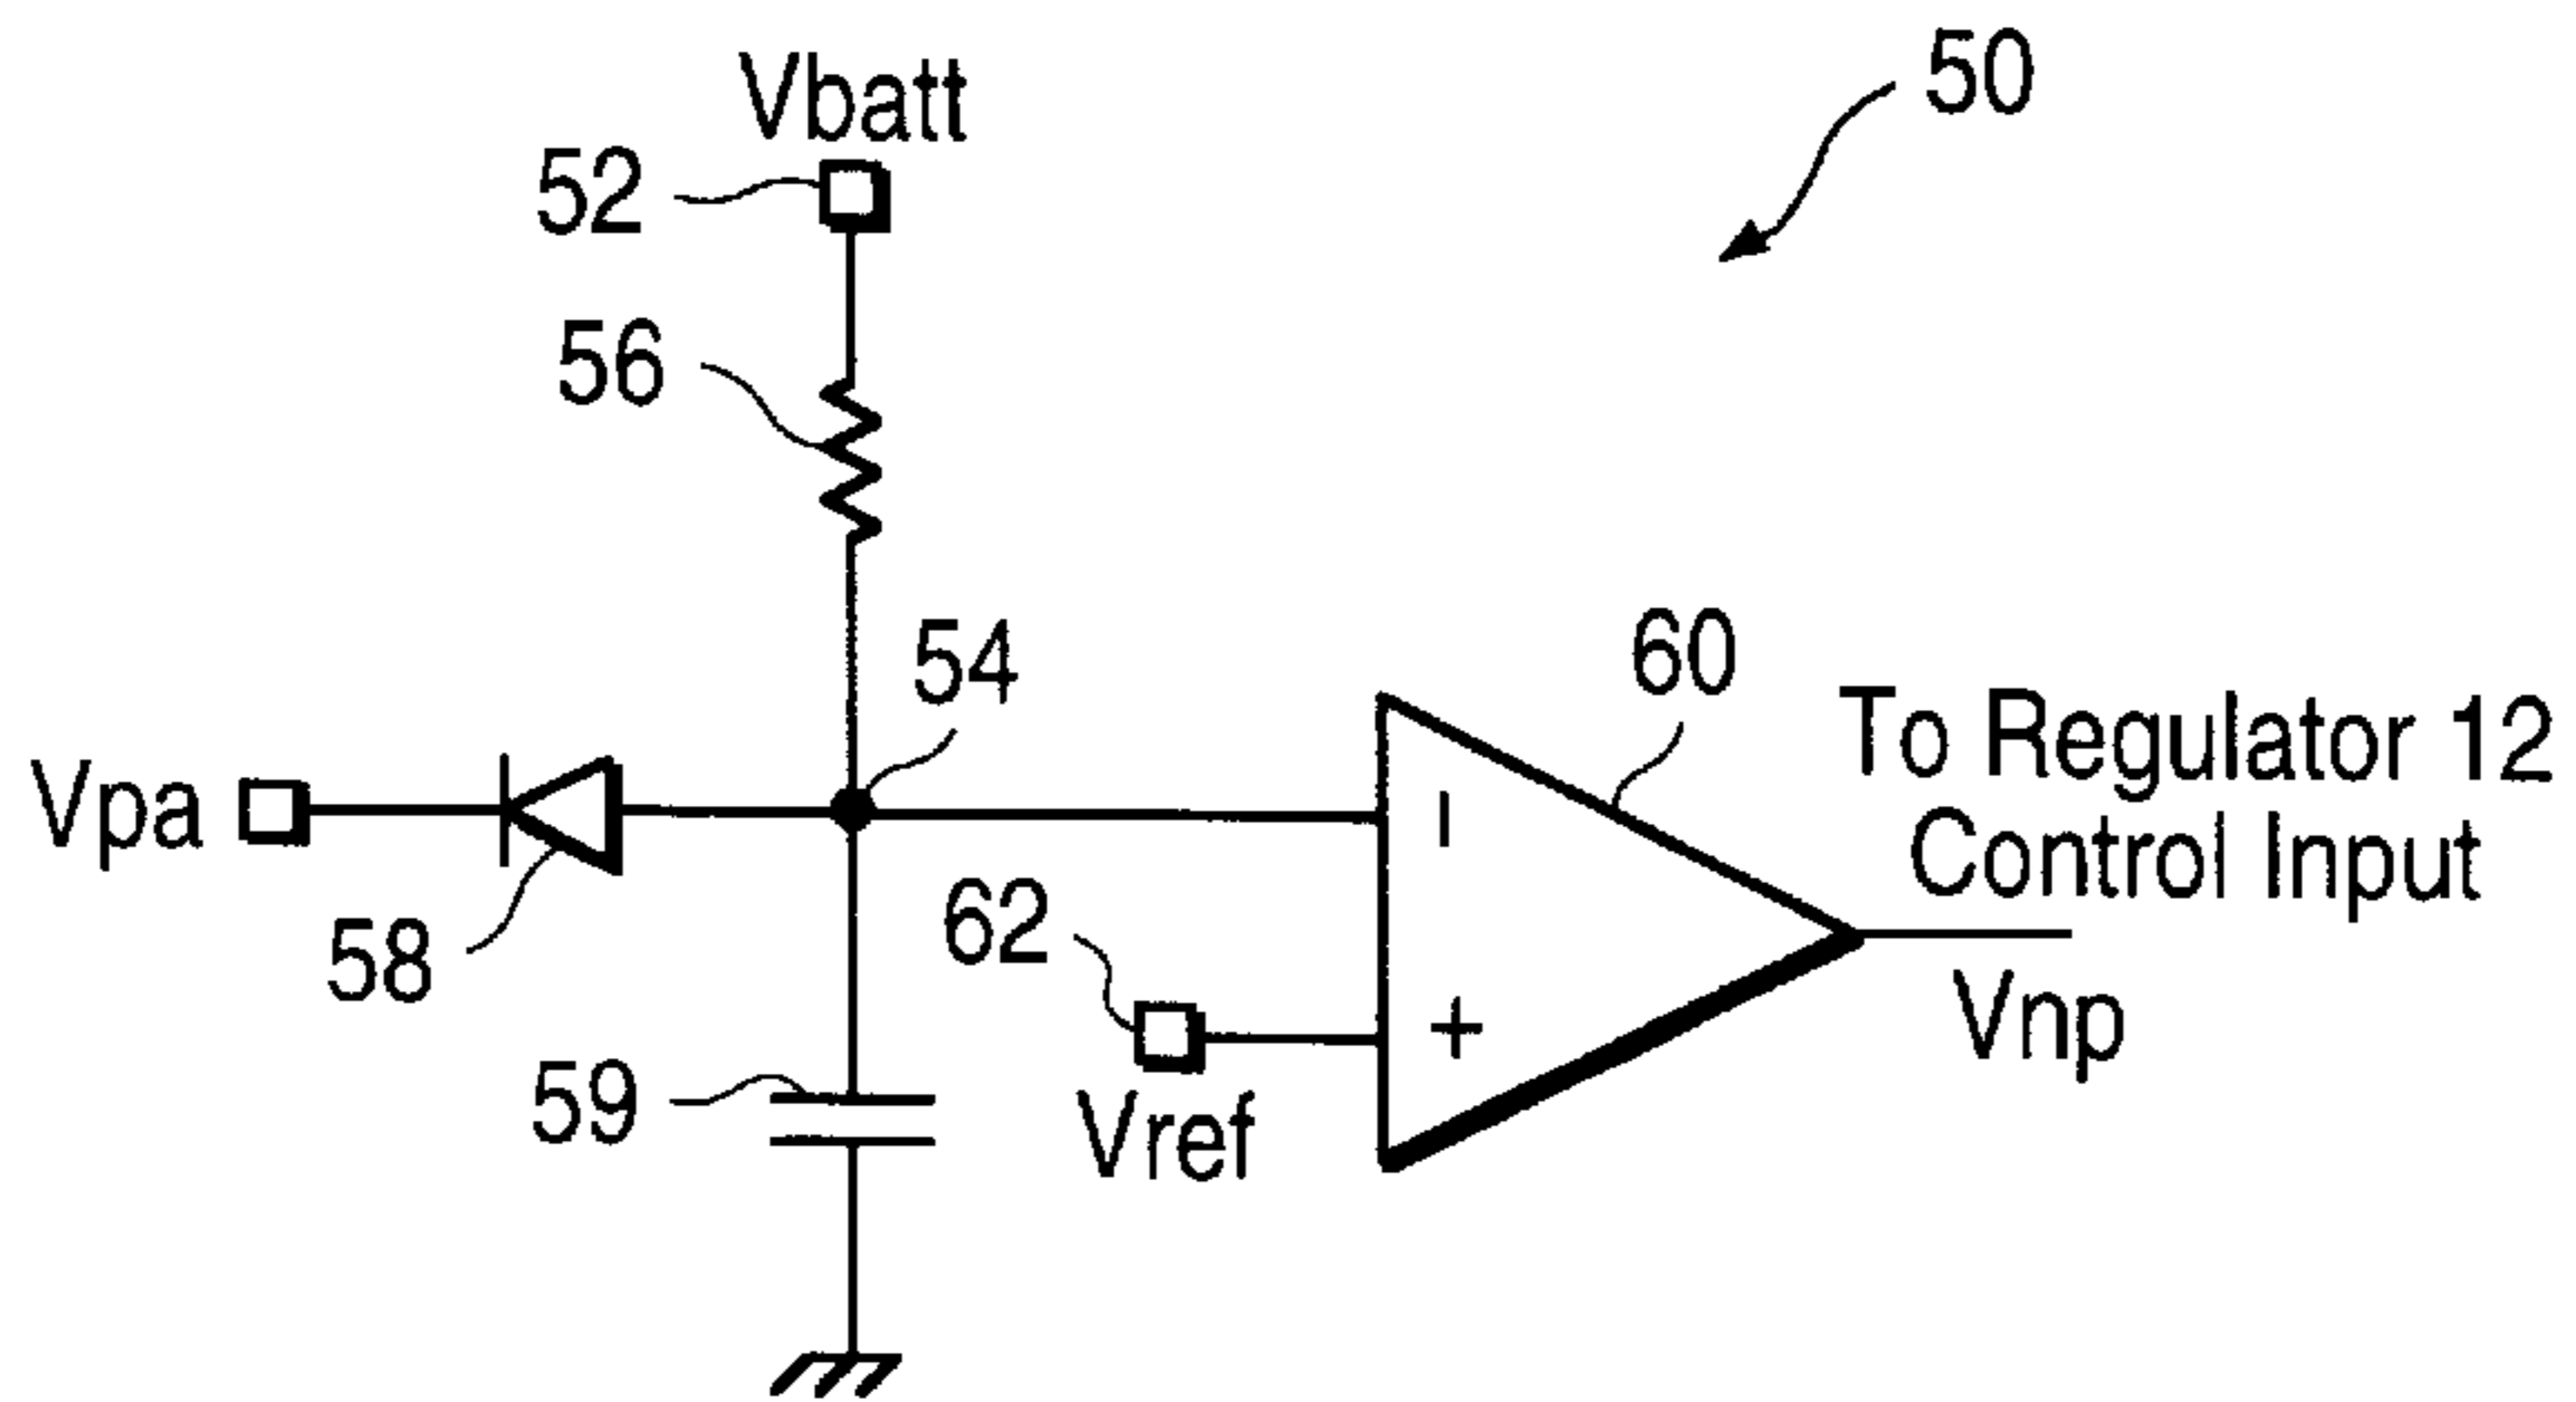 50
Vbatt
52
56
54
60
To Regulator 12
Control Input
Vpa
58
62
−
+
Vnp
59
Vref